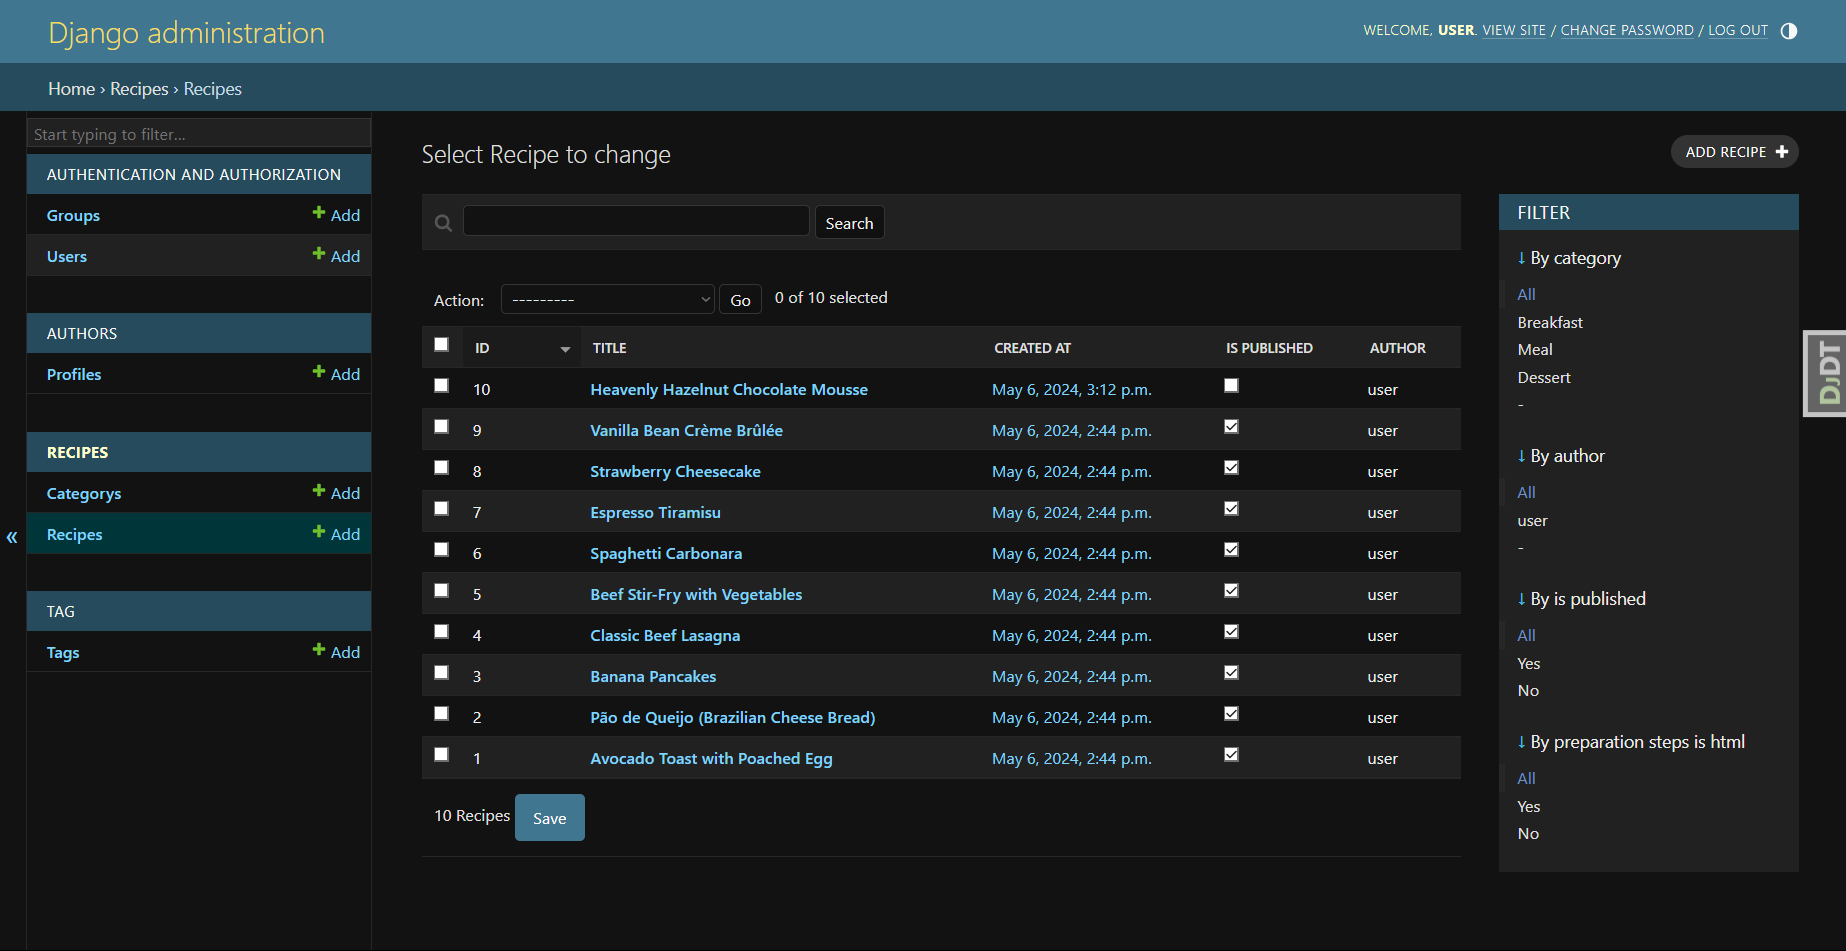 Django administration
WELCOME, USER. VIEW SITE / CHANGE PASSWORD / LOG OUT
Home › Recipes › Recipes
Start typing to filter...
AUTHENTICATION AND AUTHORIZATION
Groups + Add
Users + Add
AUTHORS
Profiles + Add
RECIPES
Categorys + Add
Recipes + Add
TAG
Tags + Add
«
Select Recipe to change
ADD RECIPE +
Search
Action: --------- Go 0 of 10 selected
ID TITLE CREATED AT IS PUBLISHED AUTHOR
10 Heavenly Hazelnut Chocolate Mousse May 6, 2024, 3:12 p.m. user
9 Vanilla Bean Crème Brûlée May 6, 2024, 2:44 p.m. user
8 Strawberry Cheesecake May 6, 2024, 2:44 p.m. user
7 Espresso Tiramisu May 6, 2024, 2:44 p.m. user
6 Spaghetti Carbonara May 6, 2024, 2:44 p.m. user
5 Beef Stir-Fry with Vegetables May 6, 2024, 2:44 p.m. user
4 Classic Beef Lasagna May 6, 2024, 2:44 p.m. user
3 Banana Pancakes May 6, 2024, 2:44 p.m. user
2 Pão de Queijo (Brazilian Cheese Bread) May 6, 2024, 2:44 p.m. user
1 Avocado Toast with Poached Egg May 6, 2024, 2:44 p.m. user
10 Recipes Save
FILTER
↓ By category
All
Breakfast
Meal
Dessert
-
↓ By author
All
user
-
↓ By is published
All
Yes
No
↓ By preparation steps is html
All
Yes
No
DJDT